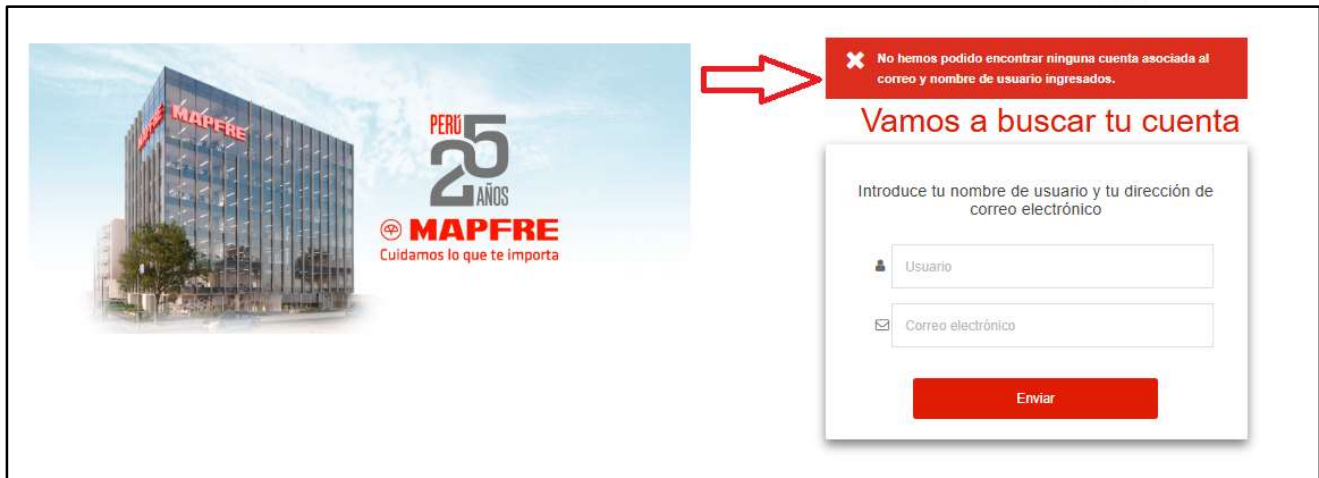 MAPFRE
MAPFRE
PERÚ
25
AÑOS
MAPFRE
Cuidamos lo que te importa
No hemos podido encontrar ninguna cuenta asociada al
correo y nombre de usuario ingresados.
Vamos a buscar tu cuenta
Introduce tu nombre de usuario y tu dirección de
correo electrónico
Usuario
Correo electrónico
Enviar